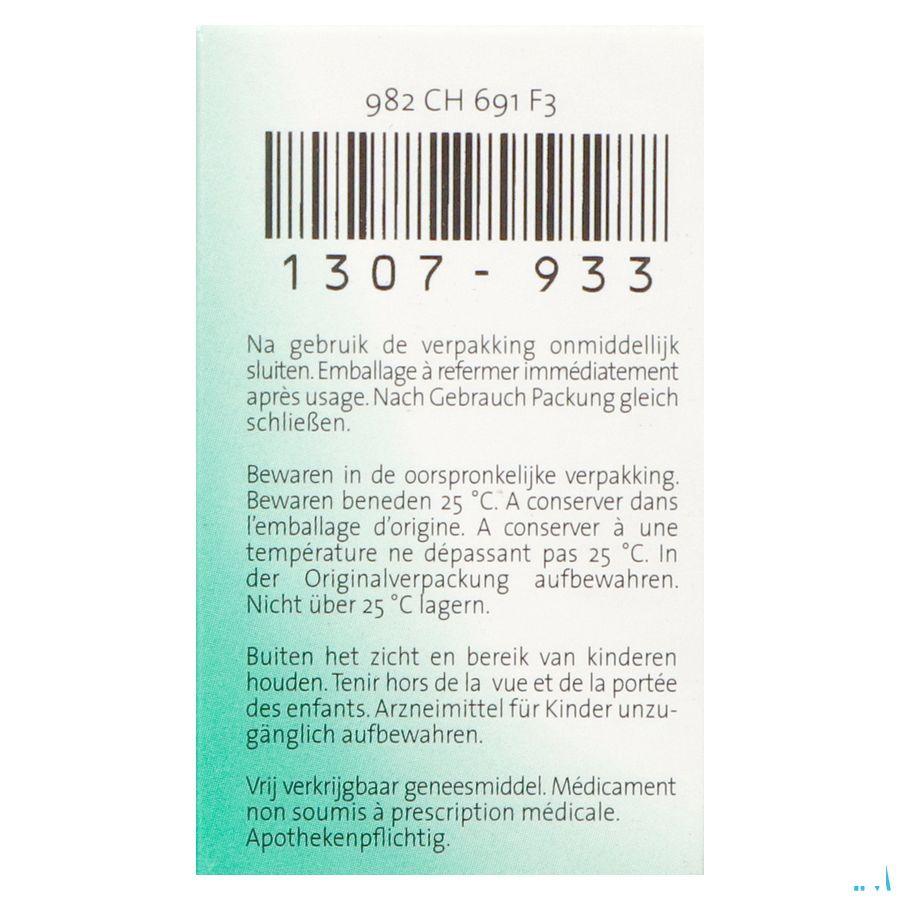 982 CH 691 F3
1307-933
Na gebruik de verpakking onmiddellijk
sluiten. Emballage à refermer immédiatement
après usage. Nach Gebrauch Packung gleich
schließen.
Bewaren in de oorspronkelijke verpakking.
Bewaren beneden 25 °C. A conserver dans
l'emballage d'origine. A conserver à une
température ne dépassant pas 25 °C. In
der Originalverpackung aufbewahren.
Nicht über 25 °C lagern.
Buiten het zicht en bereik van kinderen
houden. Tenir hors de la vue et de la portée
des enfants. Arzneimittel für Kinder unzu-
gänglich aufbewahren.
Vrij verkrijgbaar geneesmiddel. Médicament
non soumis à prescription médicale.
Apothekenpflichtig.